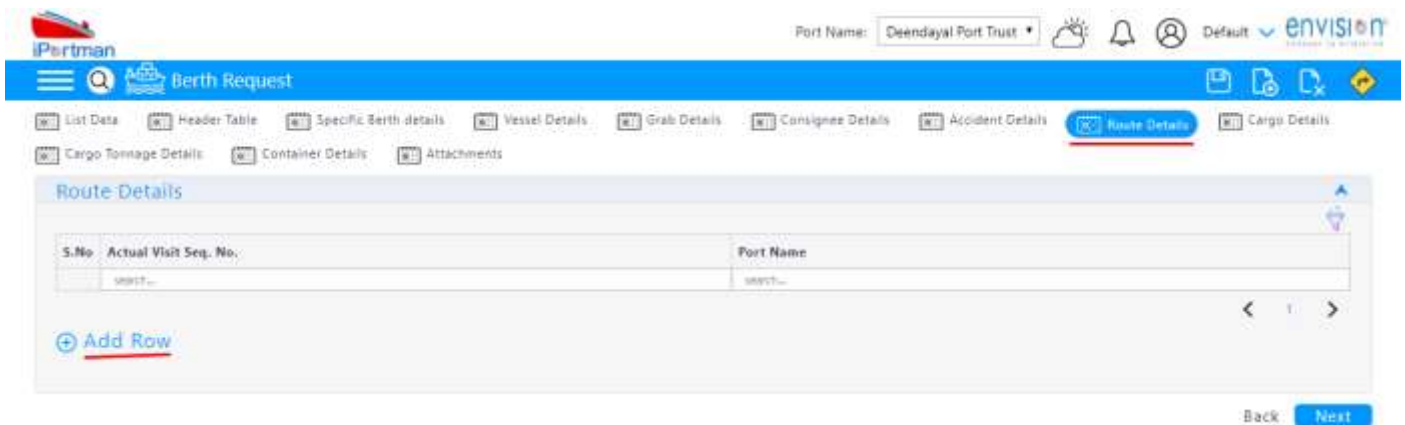 Port Name: Deendayal Port Trust Default envision
iPortman
Berth Request
List Data Header Table Specific Berth details Vessel Details Grab Details Consignee Details Accident Details Route Details Cargo Details
Cargo Tonnage Details Container Details Attachments
Route Details
S.No Actual Visit Seq. No. Port Name
search... search...
1
Add Row
Back Next